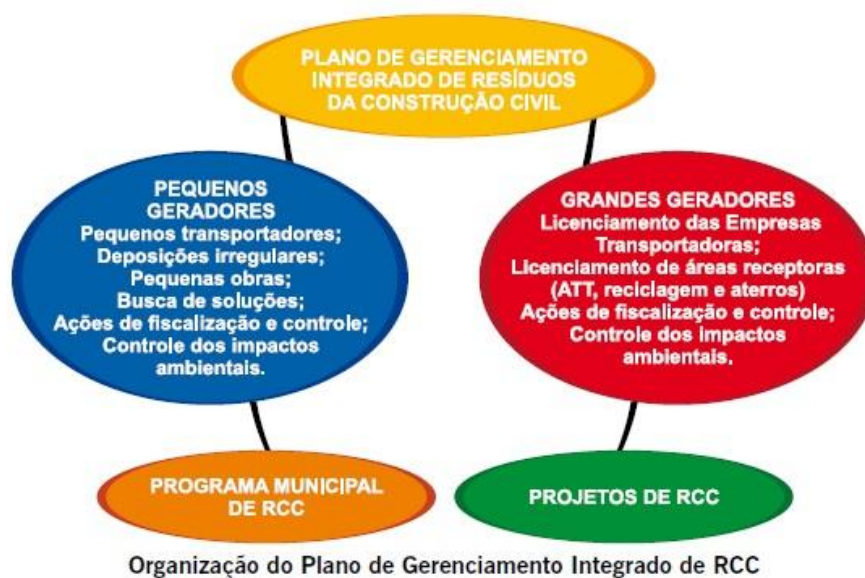 PLANO DE GERENCIAMENTO
INTEGRADO DE RESÍDUOS
DA CONSTRUÇÃO CIVIL
PEQUENOS
GERADORES
Pequenos transportadores;
Deposições irregulares;
Pequenas obras;
Busca de soluções;
Ações de fiscalização e controle;
Controle dos impactos
ambientais.
GRANDES GERADORES
Licenciamento das Empresas
Transportadoras;
Licenciamento de áreas receptoras
(ATT, reciclagem e aterros)
Ações de fiscalização e controle;
Controle dos impactos
ambientais.
PROGRAMA MUNICIPAL
DE RCC
PROJETOS DE RCC
Organização do Plano de Gerenciamento Integrado de RCC